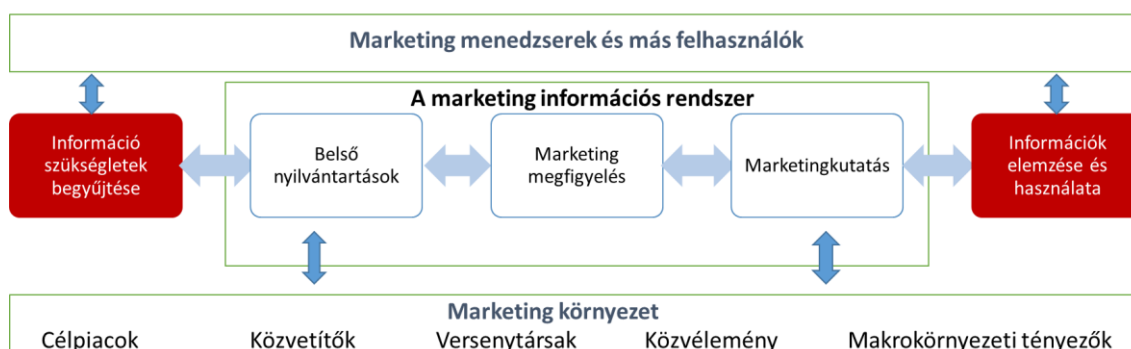 Marketing menedzserek és más felhasználók
A marketing információs rendszer
Információ
szükségletek
begyűjtése
Belső
nyilvántartások
Marketing
megfigyelés
Marketingkutatás
Információk
elemzése és
használata
Marketing környezet
Célpiacok Közvetítők Versenytársak Közvélemény Makrokörnyezeti tényezők